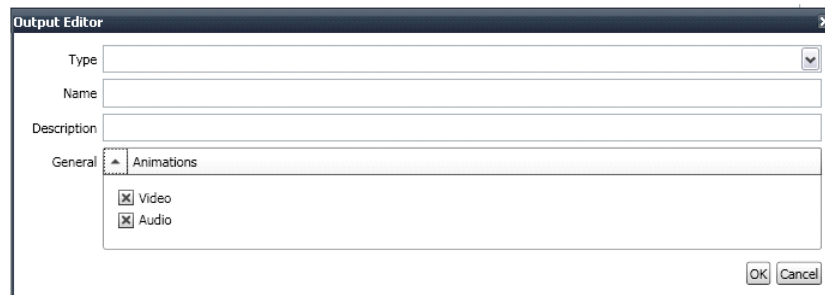 Output Editor
Type
Name
Description
General Animations
Video
Audio
OK Cancel